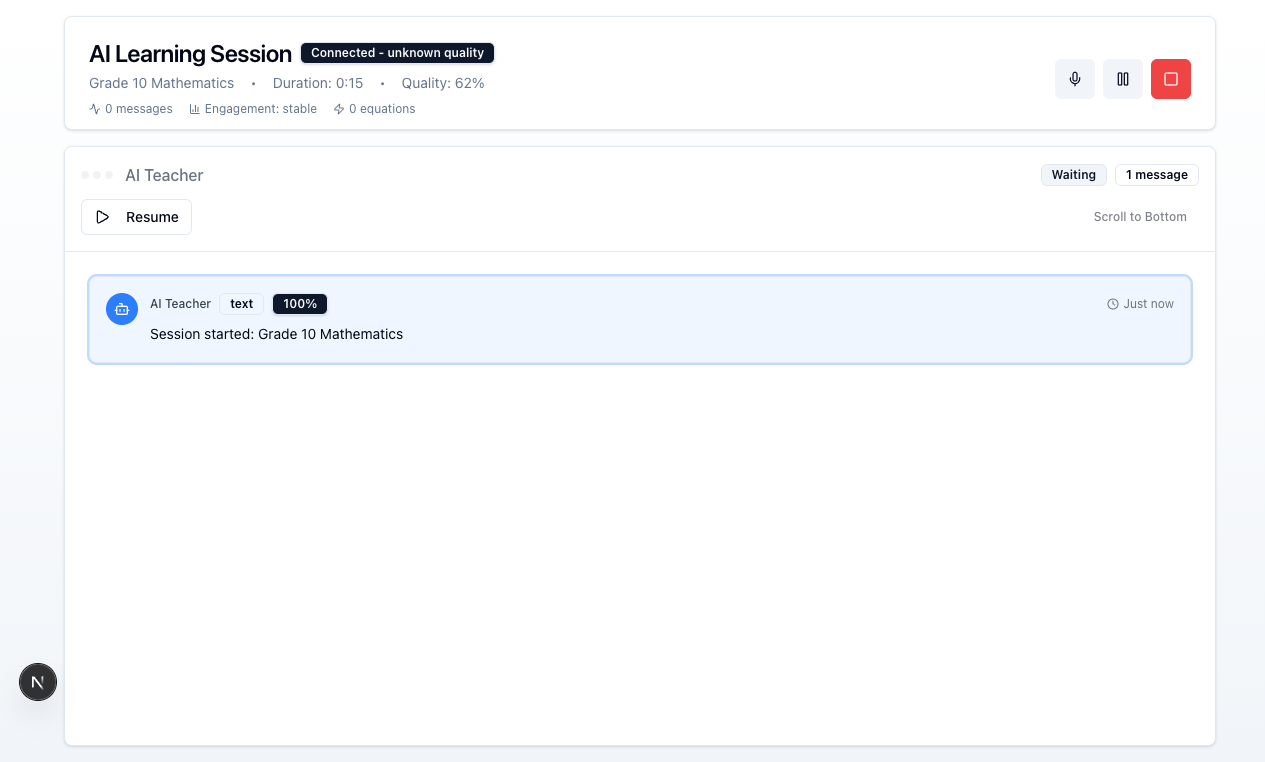 AI Learning Session Connected - unknown quality
Grade 10 Mathematics • Duration: 0:15 • Quality: 62%
0 messages Engagement: stable 0 equations
AI Teacher Waiting 1 message
Resume Scroll to Bottom
AI Teacher text 100% Just now
Session started: Grade 10 Mathematics
N